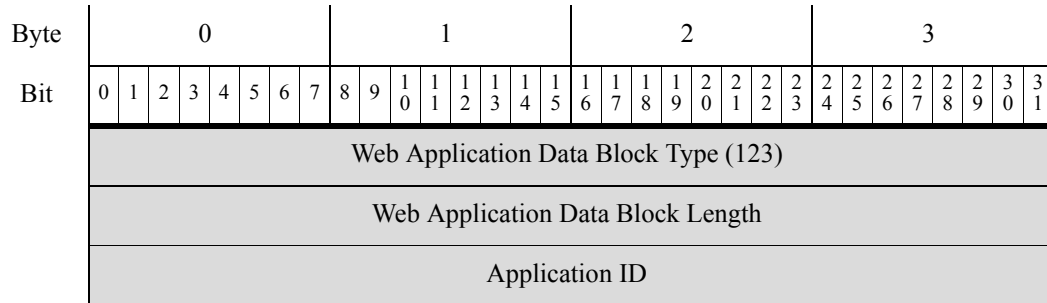 Byte 0 1 2 3
Bit 0 1 2 3 4 5 6 7 8 9 10 11 12 13 14 15 16 17 18 19 20 21 22 23 24 25 26 27 28 29 30 31
Web Application Data Block Type (123)
Web Application Data Block Length
Application ID